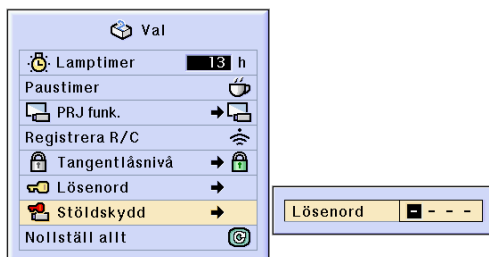 Val
Lamptimer 13 h
Paustimer
PRJ funk.
Registrera R/C
Tangentlåsnivå
Lösenord
Stöldskydd
Lösenord - - - -
Nollställ allt